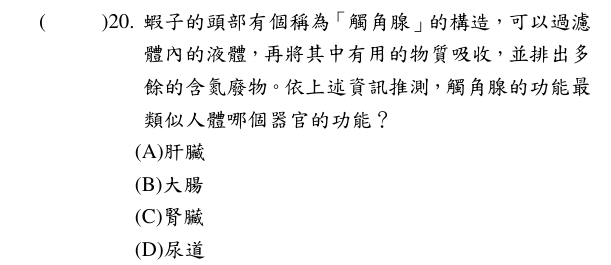 (　　)20. 蝦子的頭部有個稱為「觸角腺」的構造，可以過濾
體內的液體，再將其中有用的物質吸收，並排出多
餘的含氮廢物。依上述資訊推測，觸角腺的功能最
類似人體哪個器官的功能？
(A)肝臟
(B)大腸
(C)腎臟
(D)尿道